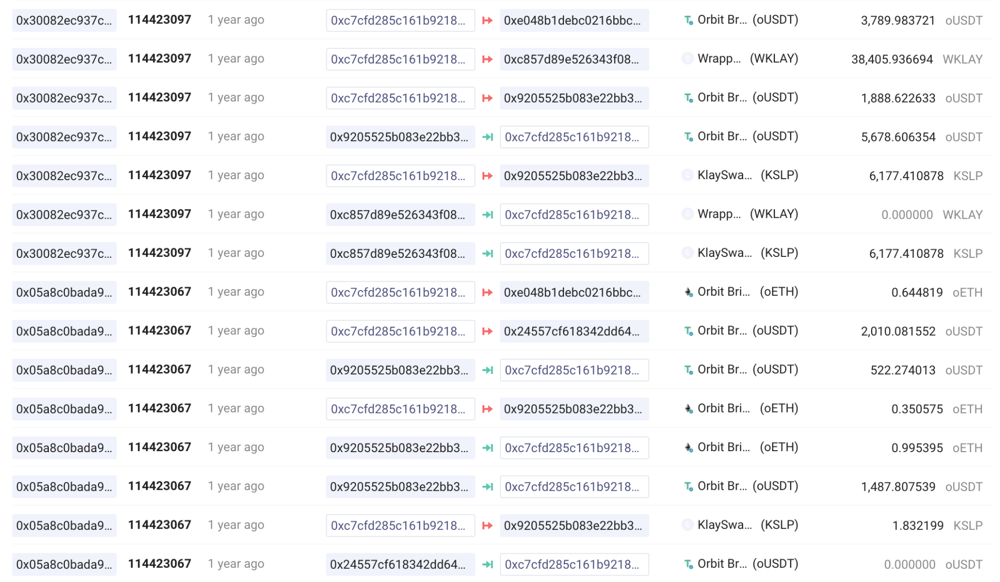 0x30082ec937c... 114423097 1 year ago 0xc7cfd285c161b9218... 0xe048b1debc0216bbc... Orbit Br... (oUSDT) 3,789.983721 oUSDT
0x30082ec937c... 114423097 1 year ago 0xc7cfd285c161b9218... 0xc857d89e526343f08... Wrapp... (WKLAY) 38,405.936694 WKLAY
0x30082ec937c... 114423097 1 year ago 0xc7cfd285c161b9218... 0x9205525b083e22bb3... Orbit Br... (oUSDT) 1,888.622633 oUSDT
0x30082ec937c... 114423097 1 year ago 0x9205525b083e22bb3... 0xc7cfd285c161b9218... Orbit Br... (oUSDT) 5,678.606354 oUSDT
0x30082ec937c... 114423097 1 year ago 0xc7cfd285c161b9218... 0x9205525b083e22bb3... KlaySwa... (KSLP) 6,177.410878 KSLP
0x30082ec937c... 114423097 1 year ago 0xc857d89e526343f08... 0xc7cfd285c161b9218... Wrapp... (WKLAY) 0.000000 WKLAY
0x30082ec937c... 114423097 1 year ago 0xc857d89e526343f08... 0xc7cfd285c161b9218... KlaySwa... (KSLP) 6,177.410878 KSLP
0x05a8c0bada9... 114423067 1 year ago 0xc7cfd285c161b9218... 0xe048b1debc0216bbc... Orbit Bri... (oETH) 0.644819 oETH
0x05a8c0bada9... 114423067 1 year ago 0xc7cfd285c161b9218... 0x24557cf618342dd64... Orbit Br... (oUSDT) 2,010.081552 oUSDT
0x05a8c0bada9... 114423067 1 year ago 0x9205525b083e22bb3... 0xc7cfd285c161b9218... Orbit Br... (oUSDT) 522.274013 oUSDT
0x05a8c0bada9... 114423067 1 year ago 0xc7cfd285c161b9218... 0x9205525b083e22bb3... Orbit Bri... (oETH) 0.350575 oETH
0x05a8c0bada9... 114423067 1 year ago 0x9205525b083e22bb3... 0xc7cfd285c161b9218... Orbit Bri... (oETH) 0.995395 oETH
0x05a8c0bada9... 114423067 1 year ago 0x9205525b083e22bb3... 0xc7cfd285c161b9218... Orbit Br... (oUSDT) 1,487.807539 oUSDT
0x05a8c0bada9... 114423067 1 year ago 0xc7cfd285c161b9218... 0x9205525b083e22bb3... KlaySwa... (KSLP) 1.832199 KSLP
0x05a8c0bada9... 114423067 1 year ago 0x24557cf618342dd64... 0xc7cfd285c161b9218... Orbit Br... (oUSDT) 0.000000 oUSDT